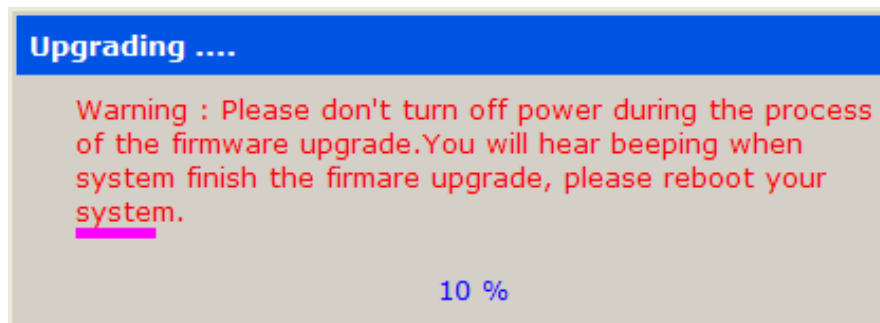 Upgrading ....
Warning : Please don't turn off power during the process
of the firmware upgrade.You will hear beeping when
system finish the firmare upgrade, please reboot your
system.
10 %